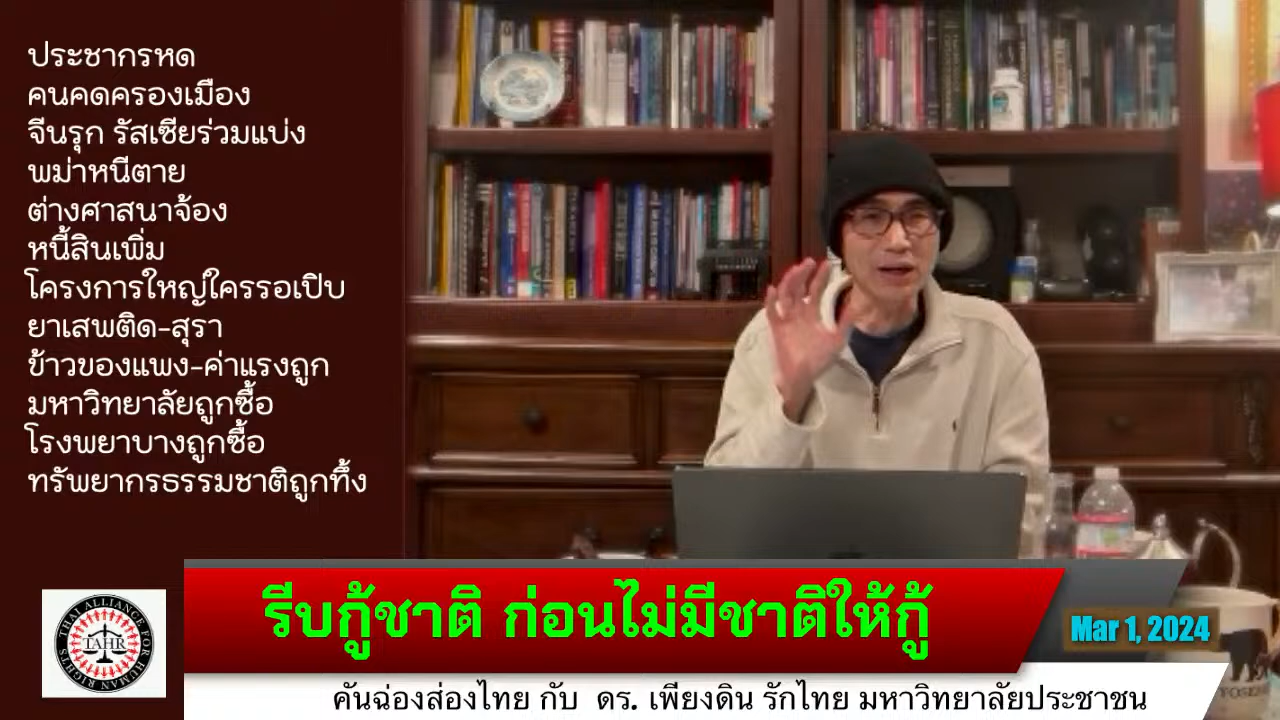 ประชากรหด
คนคดครองเมือง
จีนรุก รัสเซียร่วมแบ่ง
พม่าหนีตาย
ต่างศาสนาจ้อง
หนี้สินเพิ่ม
โครงการใหญ่ใครรอเปิบ
ยาเสพติด-สุรา
ข้าวของแพง-ค่าแรงถูก
มหาวิทยาลัยถูกซื้อ
โรงพยาบางถูกซื้อ
ทรัพยากรธรรมชาติถูกทึ้ง
THAI ALLIANCE FOR HUMAN RIGHTS
TAHR
รีบกู้ชาติ ก่อนไม่มีชาติให้กู้
Mar 1, 2024
คันฉ่องส่องไทย กับ ดร. เพียงดิน รักไทย มหาวิทยาลัยประชาชน